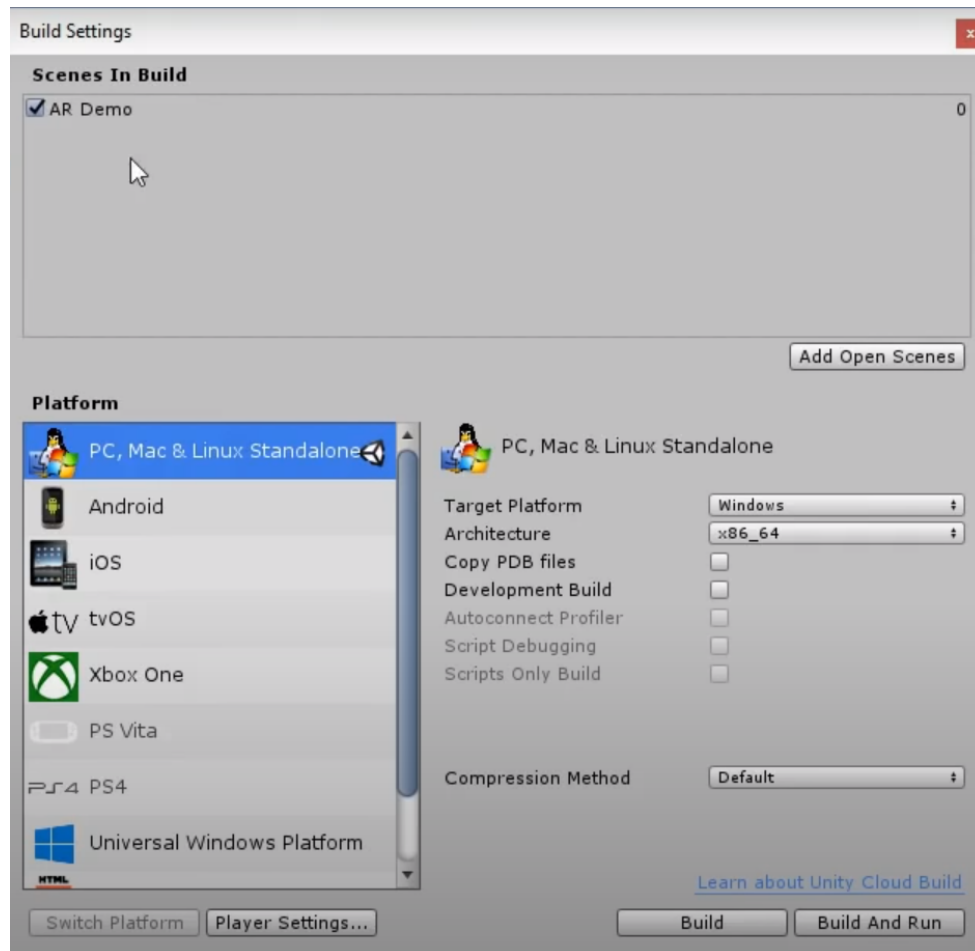 Build Settings
x
Scenes In Build
AR Demo 0
Add Open Scenes
Platform
PC, Mac & Linux Standalone
Android
iOS
tv tvOS
Xbox One
PS Vita
PS4 PS4
Universal Windows Platform
HTML
PC, Mac & Linux Standalone
Target Platform Windows
Architecture x86_64
Copy PDB files
Development Build
Autoconnect Profiler
Script Debugging
Scripts Only Build
Compression Method Default
Learn about Unity Cloud Build
Switch Platform Player Settings... Build Build And Run